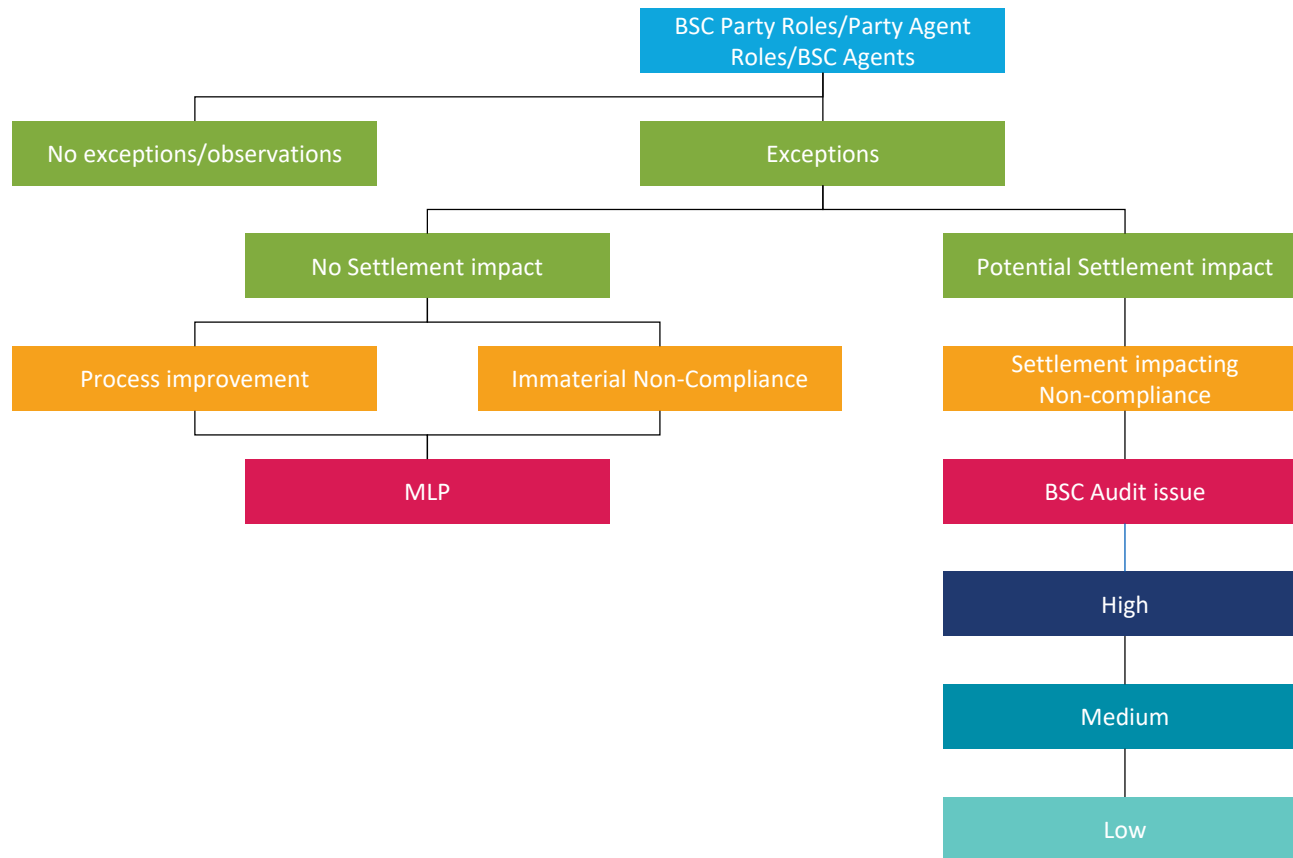 BSC Party Roles/Party Agent
Roles/BSC Agents
No exceptions/observations
Exceptions
No Settlement impact
Potential Settlement impact
Process improvement
Immaterial Non-Compliance
Settlement impacting
Non-compliance
MLP
BSC Audit issue
High
Medium
Low